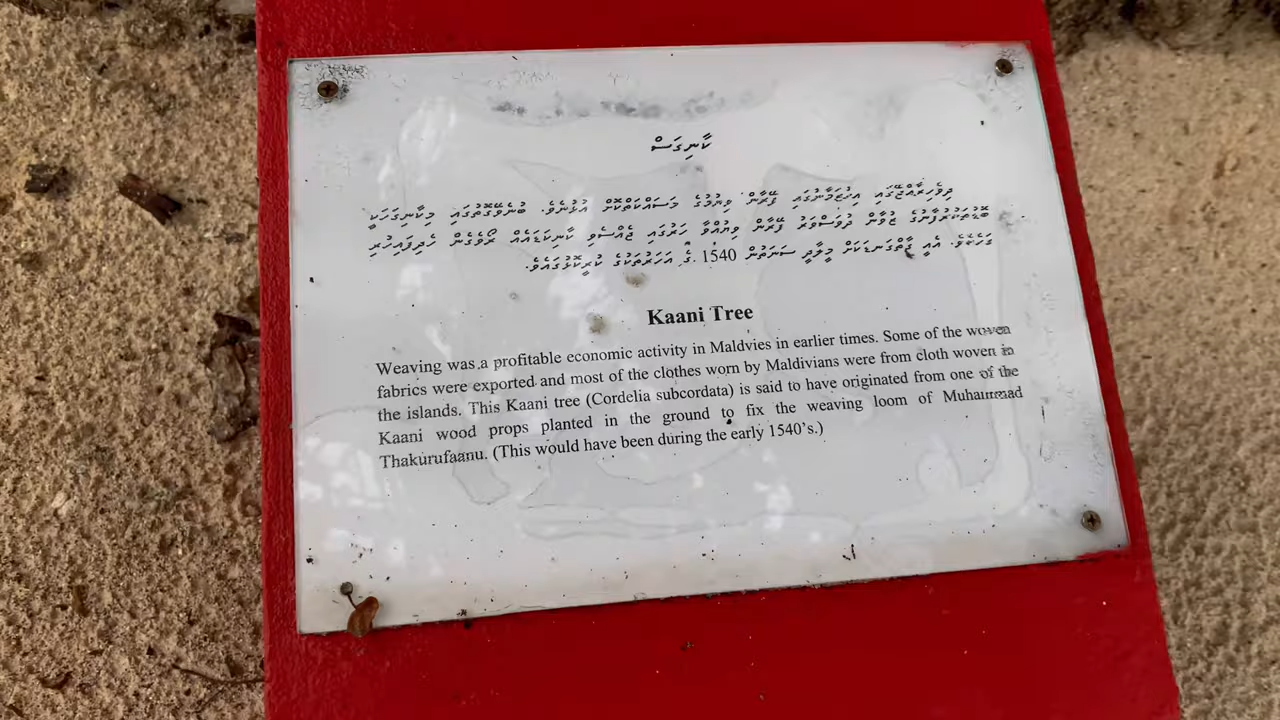 ކާނިގަސް
ދިވެހިރާއްޖޭގައި އިހުޒަމާނުގައި ފޭރާން ވިޔުމުގެ މަސައްކަތްކޮށް އުޅުނެވެ. ބުނެވޭގޮތުގައި މިކާނިގަހަކީ
ބޮޑުތަކުރުފާނުގެ ޒުވާން ދުވަސްވަރު ފޭރާން ވިޔުއްވާ ހަރުގައި ޖެއްސެވި ކާނިކަޑައެއް ރޯވެގެން ހެދިފައިހުރި
ގަހެކެވެ. އެއީ ގާތްގަނޑަކަށް މީލާދީ ސަނަތުން 1540 ގެ އަހަރުތަކުގެ ކުރީކޮޅުގައެވެ.
Kaani Tree
Weaving was a profitable economic activity in Maldvies in earlier times. Some of the woven
fabrics were exported and most of the clothes worn by Maldivians were from cloth woven in
the islands. This Kaani tree (Cordelia subcordata) is said to have originated from one of the
Kaani wood props planted in the ground to fix the weaving loom of Muhammad
Thakurufaanu. (This would have been during the early 1540's.)